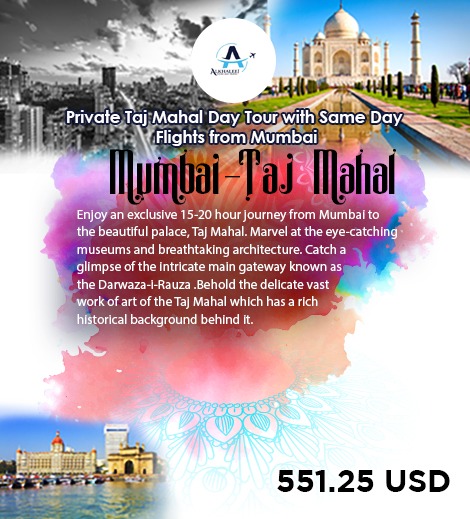 A
ALKHALEEJ
Private Taj Mahal Day Tour with Same Day
Flights from Mumbai
Mumbai-Taj Mahal
Enjoy an exclusive 15-20 hour journey from Mumbai to
the beautiful palace, Taj Mahal. Marvel at the eye-catching
museums and breathtaking architecture. Catch a
glimpse of the intricate main gateway known as
the Darwaza-i-Rauza .Behold the delicate vast
work of art of the Taj Mahal which has a rich
historical background behind it.
551.25 USD